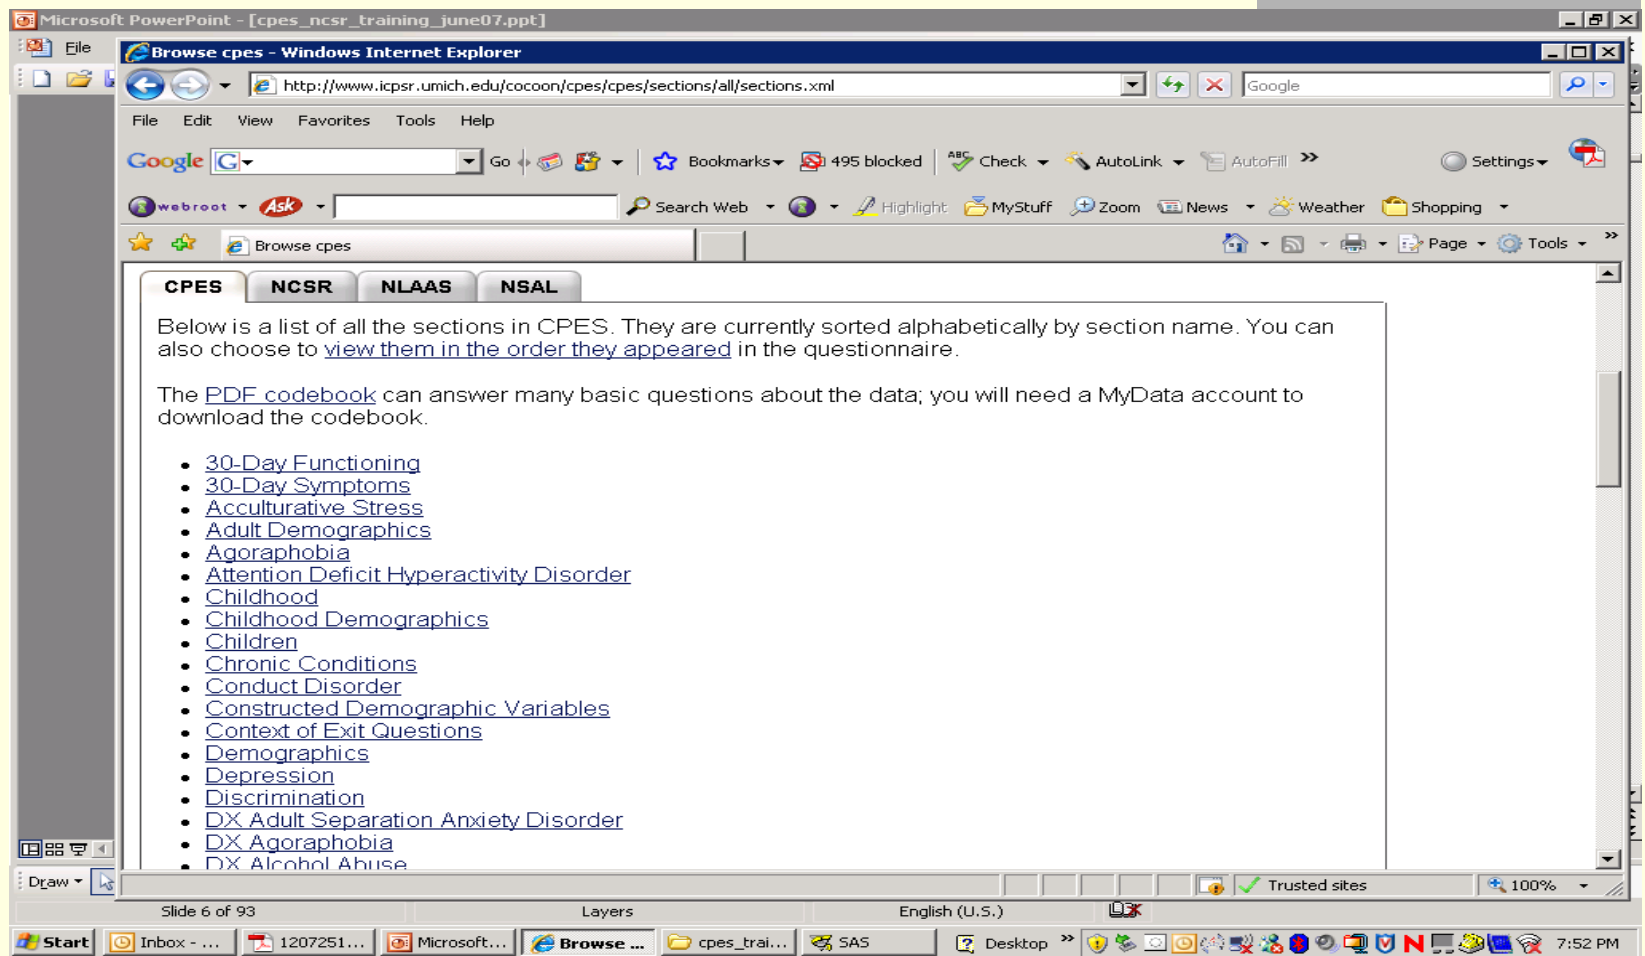 Microsoft PowerPoint - [cpes_ncsr_training_june07.ppt]
File
Browse cpes - Windows Internet Explorer
http://www.icpsr.umich.edu/cocoon/cpes/cpes/sections/all/sections.xml
Google
File Edit View Favorites Tools Help
Google G Go Bookmarks 495 blocked ABC Check AutoLink AutoFill » Settings
webroot Ask Search Web Highlight MyStuff Zoom News Weather Shopping
Browse cpes Page Tools »
CPES NCSR NLAAS NSAL
Below is a list of all the sections in CPES. They are currently sorted alphabetically by section name. You can
also choose to view them in the order they appeared in the questionnaire.
The PDF codebook can answer many basic questions about the data; you will need a MyData account to
download the codebook.
• 30-Day Functioning
• 30-Day Symptoms
• Acculturative Stress
• Adult Demographics
• Agoraphobia
• Attention Deficit Hyperactivity Disorder
• Childhood
• Childhood Demographics
• Children
• Chronic Conditions
• Conduct Disorder
• Constructed Demographic Variables
• Context of Exit Questions
• Demographics
• Depression
• Discrimination
• DX Adult Separation Anxiety Disorder
• DX Agoraphobia
• DX Alcohol Abuse
Draw
Trusted sites 100%
Slide 6 of 93 Layers English (U.S.)
Start Inbox - ... 1207251... Microsoft... Browse ... cpes_trai... SAS Desktop » 7:52 PM